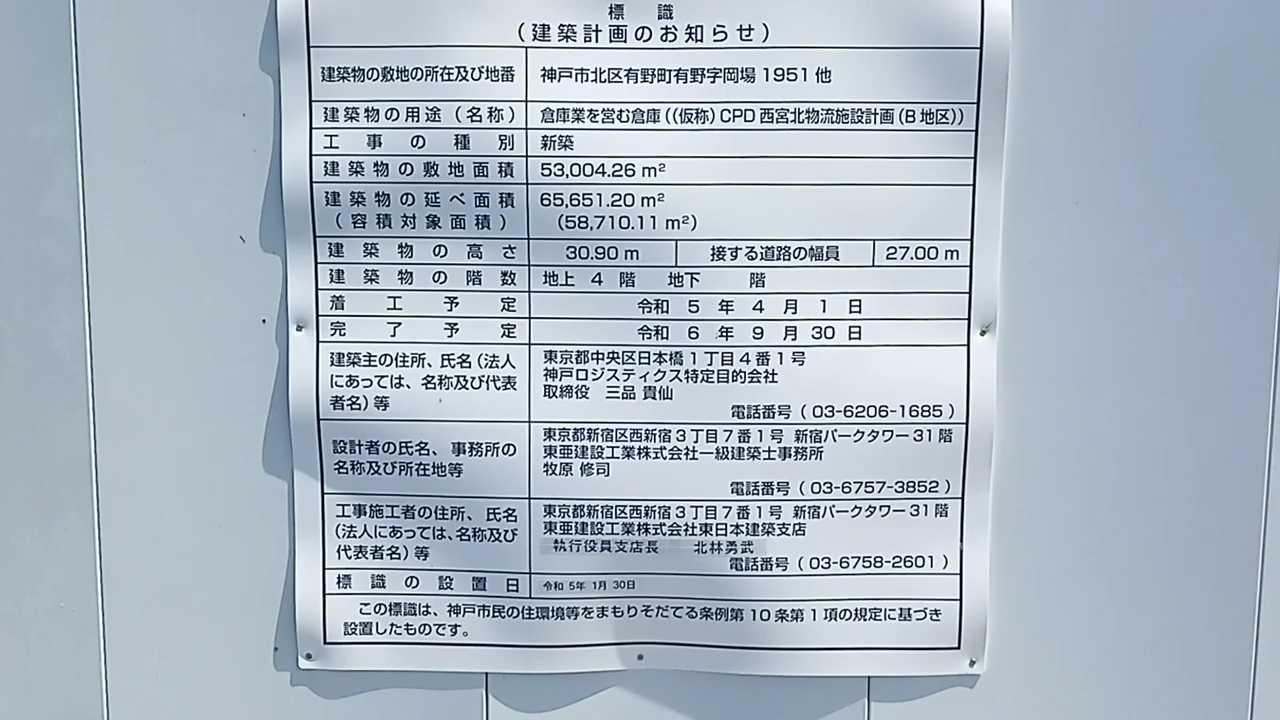 標識
(建築計画のお知らせ)
建築物の敷地の所在及び地番 神戸市北区有野町有野字岡場 1951 他
建築物の用途（名称） 倉庫業を営む倉庫((仮称) CPD 西宮北物流施設計画(B 地区))
工事の種別 新築
建築物の敷地面積 53,004.26 m²
建築物の延べ面積 65,651.20 m²
(容積対象面積) (58,710.11 m²)
建築物の高さ 30.90 m 接する道路の幅員 27.00 m
建築物の階数 地上 4 階 地下 階
着工予定 令和 5 年 4 月 1 日
完了予定 令和 6 年 9 月 30 日
建築主の住所、氏名(法人 東京都中央区日本橋1丁目4番1号
にあっては、名称及び代表 神戸ロジスティクス特定目的会社
者名)等 取締役 三品 貴仙
電話番号 ( 03-6206-1685 )
設計者の氏名、事務所の 東京都新宿区西新宿3丁目7番1号 新宿パークタワー31階
名称及び所在地等 東亜建設工業株式会社一級建築士事務所
牧原 修司
電話番号 ( 03-6757-3852 )
工事施工者の住所、氏名 東京都新宿区西新宿3丁目7番1号 新宿パークタワー31階
(法人にあっては、名称及び 東亜建設工業株式会社東日本建築支店
代表者名)等 執行役員支店長 北林勇武
電話番号 ( 03-6758-2601 )
標識の設置日 令和 5年 1月 30日
この標識は、神戸市民の住環境等をまもりそだてる条例第10条第1項の規定に基づき
設置したものです。